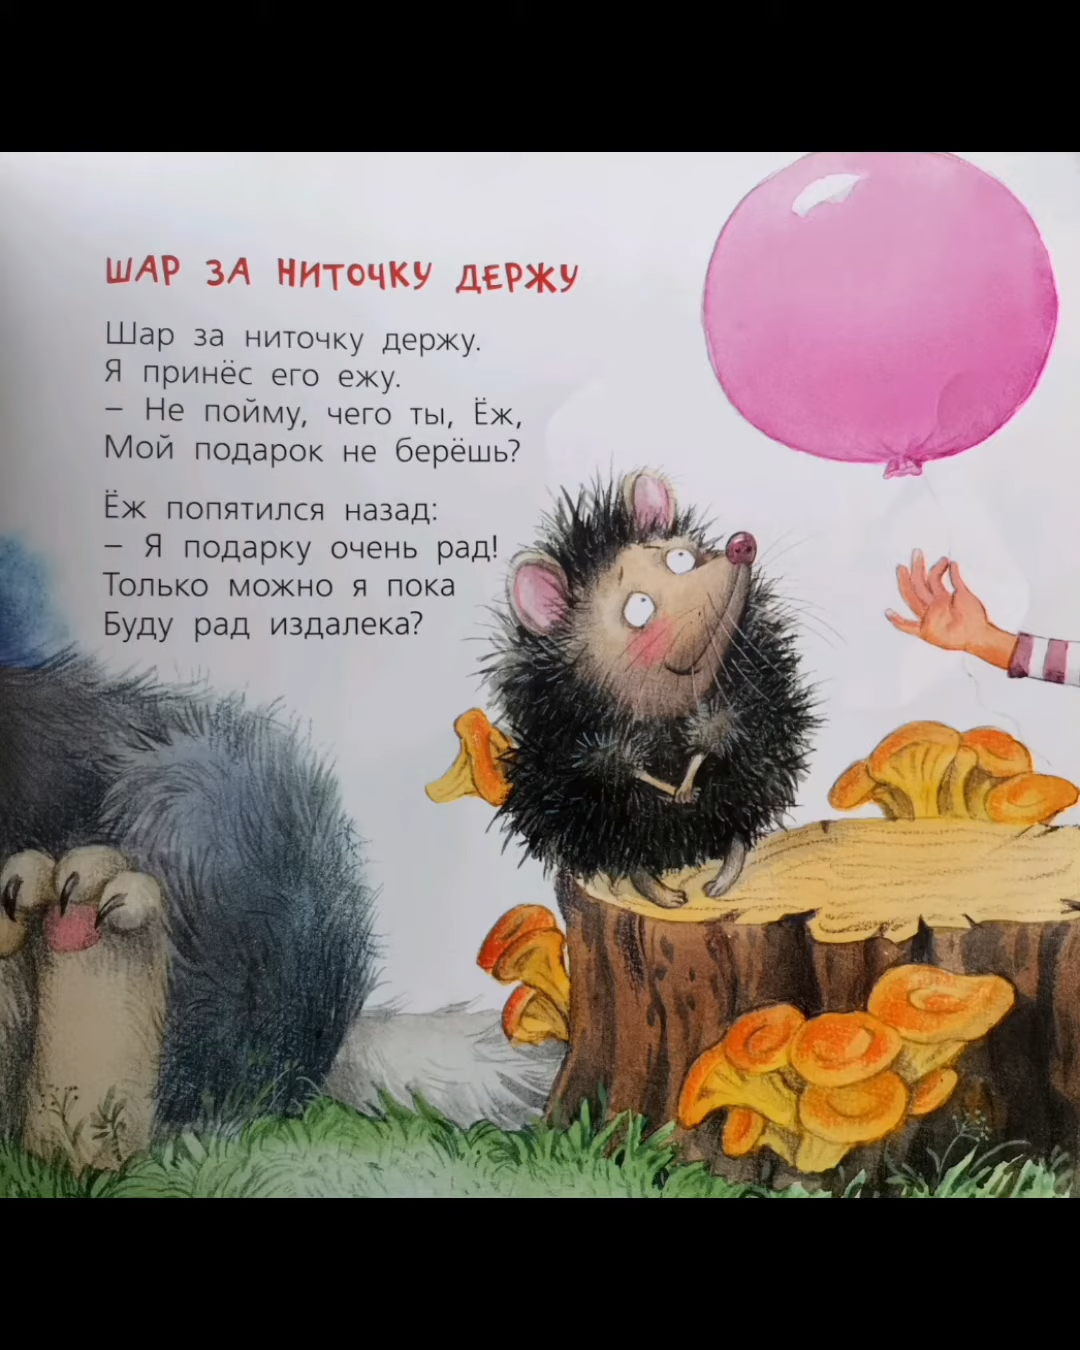 ШАР ЗА НИТОЧКУ ДЕРЖУ
Шар за ниточку держу.
Я принёс его ежу.
– Не пойму, чего ты, Ёж,
Мой подарок не берёшь?
Ёж попятился назад:
– Я подарку очень рад!
Только можно я пока
Буду рад издалека?